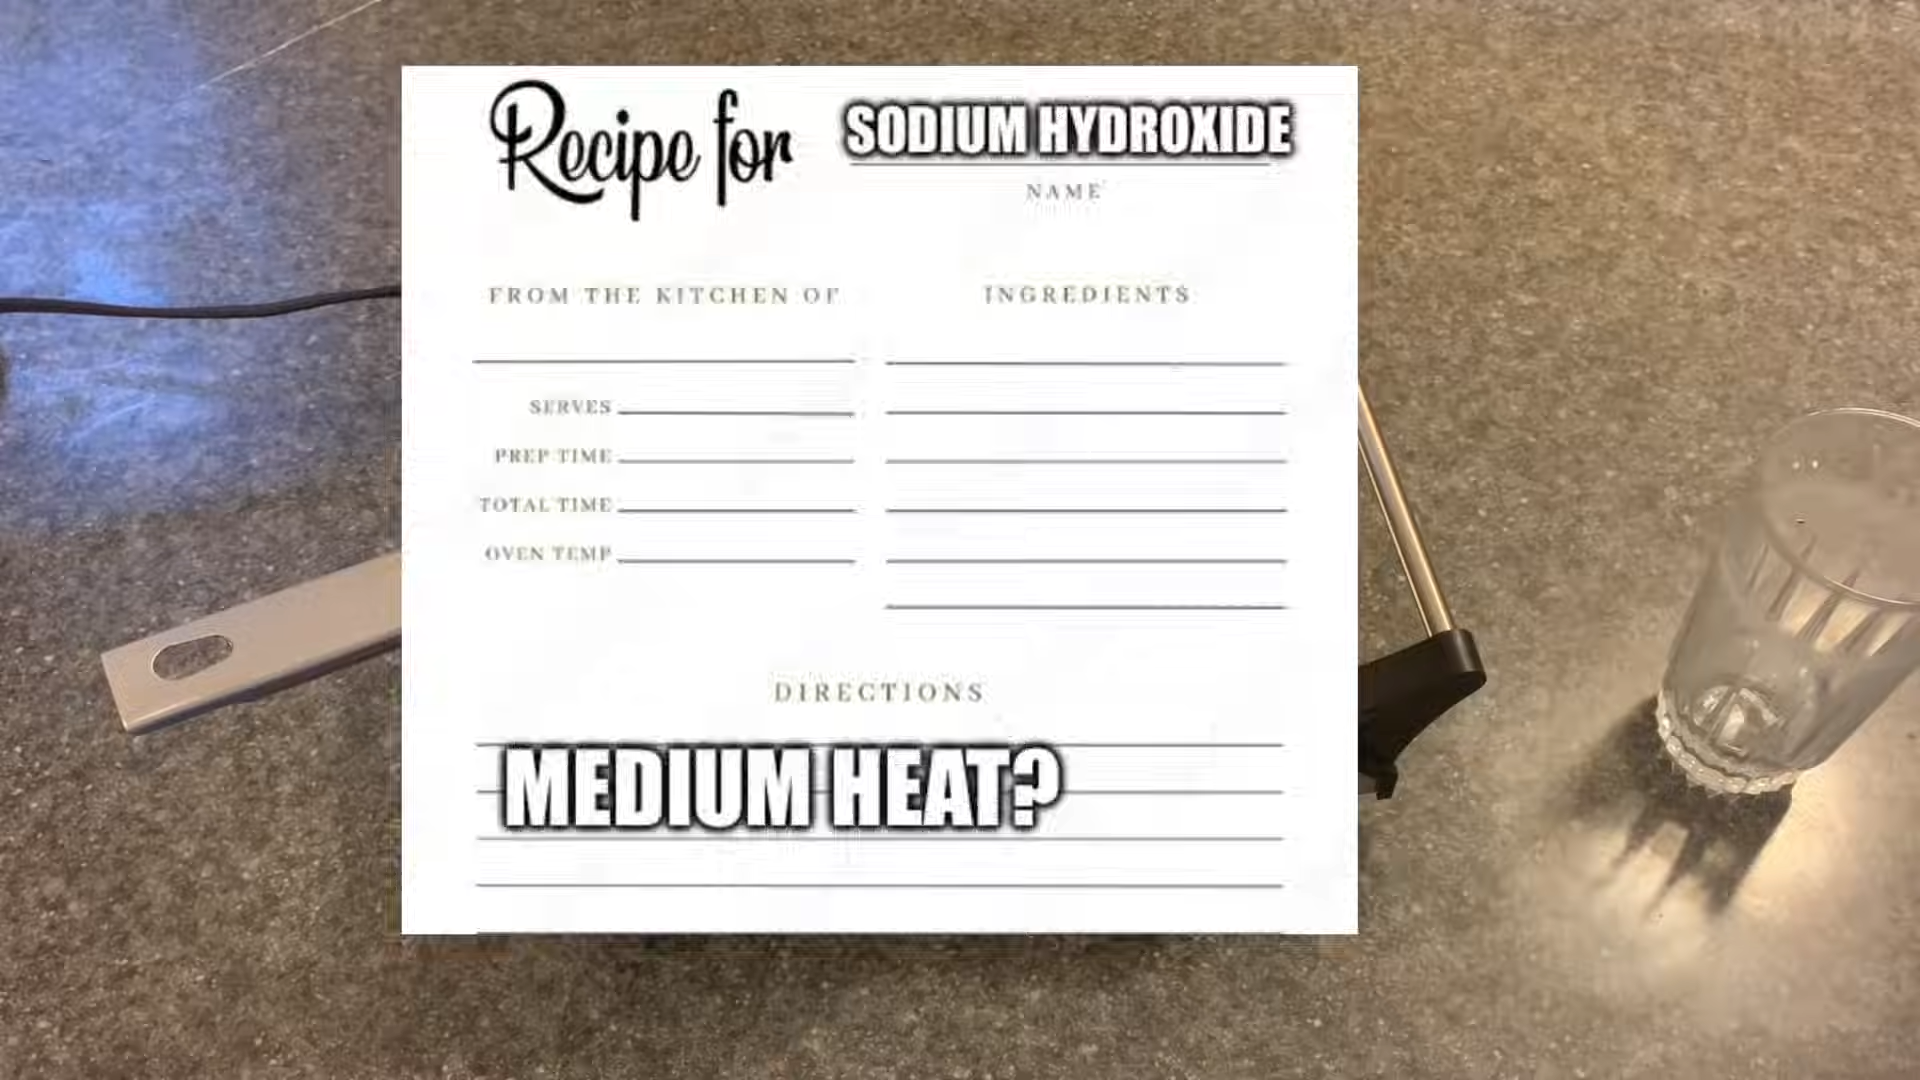 Recipe for SODIUM HYDROXIDE
NAME
FROM THE KITCHEN OF
INGREDIENTS
SERVES
PREP TIME
TOTAL TIME
OVEN TEMP
DIRECTIONS
MEDIUM HEAT?